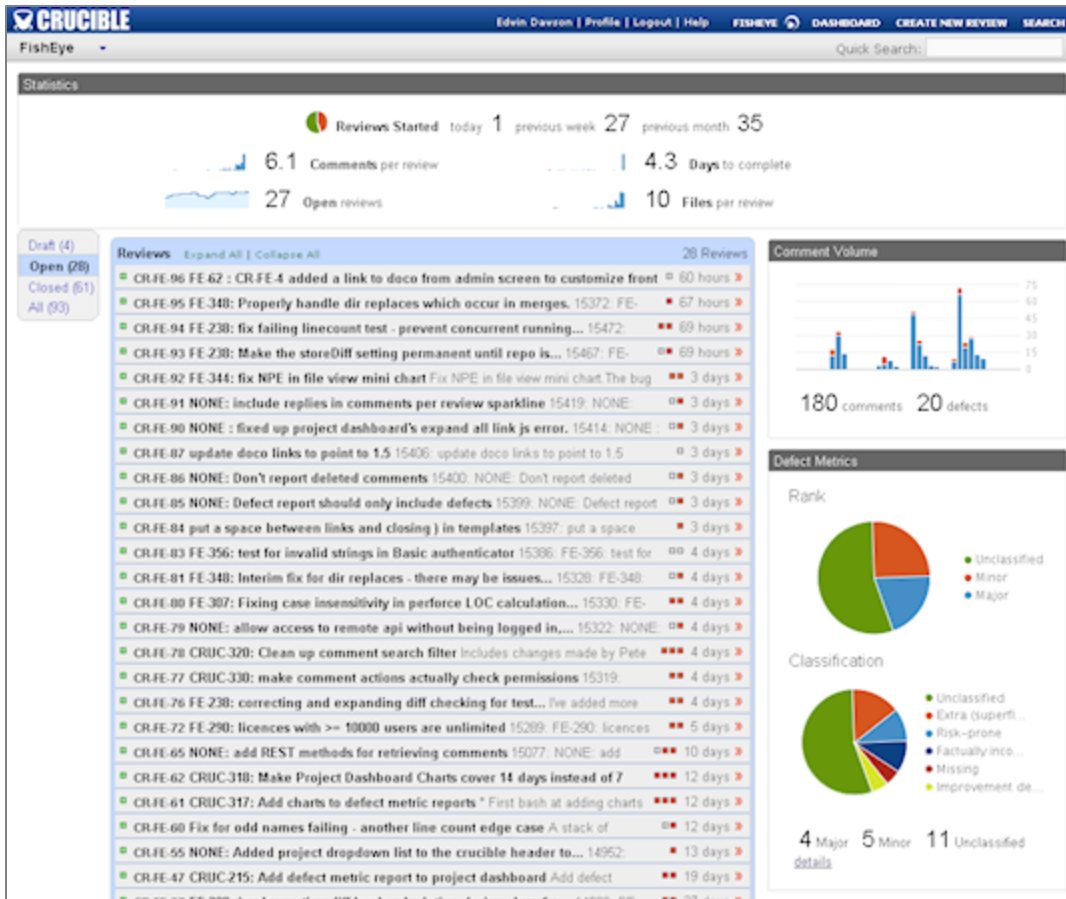 CRUCIBLE
Edwin Dawson | Profile | Logout | Help FISHEYE DASHBOARD CREATE NEW REVIEW SEARCH
FishEye
Quick Search:
Statistics
Reviews Started today 1 previous week 27 previous month 35
6.1 Comments per review
4.3 Days to complete
27 Open reviews
10 Files per review
Draft (4)
Open (28)
Closed (61)
All (93)
Reviews Expand All | Collapse All 28 Reviews
CR-FE-96 FE-62 : CR-FE-4 added a link to doco from admin screen to customize front 60 hours »
CR-FE-95 FE-348: Properly handle dir replaces which occur in merges. 15372: FE- 67 hours »
CR-FE-94 FE-238: fix failing linecount test - prevent concurrent running... 15472: 69 hours »
CR-FE-93 FE-238: Make the storeDiff setting permanent until repo is... 15467: FE- 69 hours »
CR-FE-92 FE-344: fix NPE in file view mini chart Fix NPE in file view mini chart.The bug 3 days »
CR-FE-91 NONE: include replies in comments per review sparkline 15419: NONE: 3 days »
CR-FE-90 NONE : fixed up project dashboard's expand all link js error. 15414: NONE : 3 days »
CR-FE-87 update doco links to point to 1.5 15406: update doco links to point to 1.5 3 days »
CR-FE-86 NONE: Don't report deleted comments 15400: NONE: Don't report deleted 3 days »
CR-FE-85 NONE: Defect report should only include defects 15399: NONE: Defect report 3 days »
CR-FE-84 put a space between links and closing ) in templates 15397: put a space 3 days »
CR-FE-83 FE-356: test for invalid strings in Basic authenticator 15386: FE-356: test for 4 days »
CR-FE-81 FE-348: Interim fix for dir replaces - there may be issues... 15328: FE-348: 4 days »
CR-FE-80 FE-307: Fixing case insensitivity in perforce LOC calculation... 15330: FE- 4 days »
CR-FE-79 NONE: allow access to remote api without being logged in,... 15322: NONE: 4 days »
CR-FE-78 CRUC-320: Clean up comment search filter Includes changes made by Pete 4 days »
CR-FE-77 CRUC-330: make comment actions actually check permissions 15319: 4 days »
CR-FE-76 FE-238: correcting and expanding diff checking for test... I've added more 4 days »
CR-FE-72 FE-290: licences with >= 10000 users are unlimited 15289: FE-290: licences 5 days »
CR-FE-65 NONE: add REST methods for retrieving comments 15077: NONE: add 10 days »
CR-FE-62 CRUC-318: Make Project Dashboard Charts cover 14 days instead of 7 12 days »
CR-FE-61 CRUC-317: Add charts to defect metric reports * First bash at adding charts 12 days »
CR-FE-60 Fix for odd names failing - another line count edge case A stack of 12 days »
CR-FE-55 NONE: Added project dropdown list to the crucible header to... 14952: 13 days »
CR-FE-47 CRUC-215: Add defect metric report to project dashboard Add defect 19 days »
Comment Volume
75
60
45
30
15
0
180 comments 20 defects
Defect Metrics
Rank
Unclassified
Minor
Major
Classification
Unclassified
Extra (superfl...
Risk-prone
Factually inco...
Missing
Improvement de...
4 Major 5 Minor 11 Unclassified
details